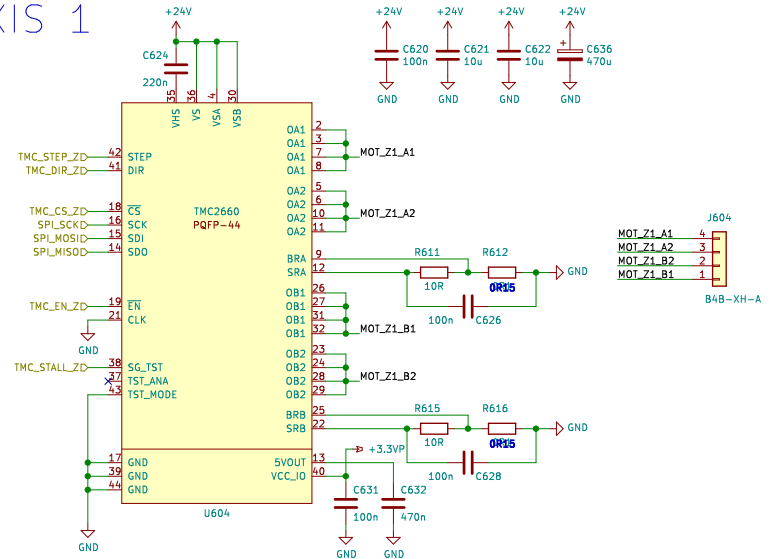 XIS 1
+24V
+24V
+24V
+24V
+24V
C624
220n
C620
100n
C621
10u
C622
10u
C636
470u
GND
GND
GND
GND
35
36
4
30
VHS
VS
VSA
VSB
TMC2660
PQFP-44
TMC_STEP_Z 42 STEP
TMC_DIR_Z 41 DIR
TMC_CS_Z 18 CS
SPI_SCK 16 SCK
SPI_MOSI 15 SDI
SPI_MISO 14 SDO
TMC_EN_Z 19 EN
21 CLK
GND
TMC_STALL_Z 38 SG_TST
37 TST_ANA
43 TST_MODE
17 GND
39 GND
44 GND
GND
U604
OA1 2
OA1 3
OA1 7 MOT_Z1_A1
OA1 8
OA2 5
OA2 6
OA2 10 MOT_Z1_A2
OA2 11
BRA 9
SRA 12
R611
10R
R612
0R15
GND
100n C626
OB1 26
OB1 27
OB1 31
OB1 32 MOT_Z1_B1
OB2 23
OB2 24
OB2 28 MOT_Z1_B2
OB2 29
BRB 25
SRB 22
R615
10R
R616
0R15
GND
100n C628
+3.3VP
5VOUT 13
VCC_IO 40
C631
100n
C632
470n
GND
GND
J604
MOT_Z1_A1 4
MOT_Z1_A2 3
MOT_Z1_B2 2
MOT_Z1_B1 1
B4B-XH-A